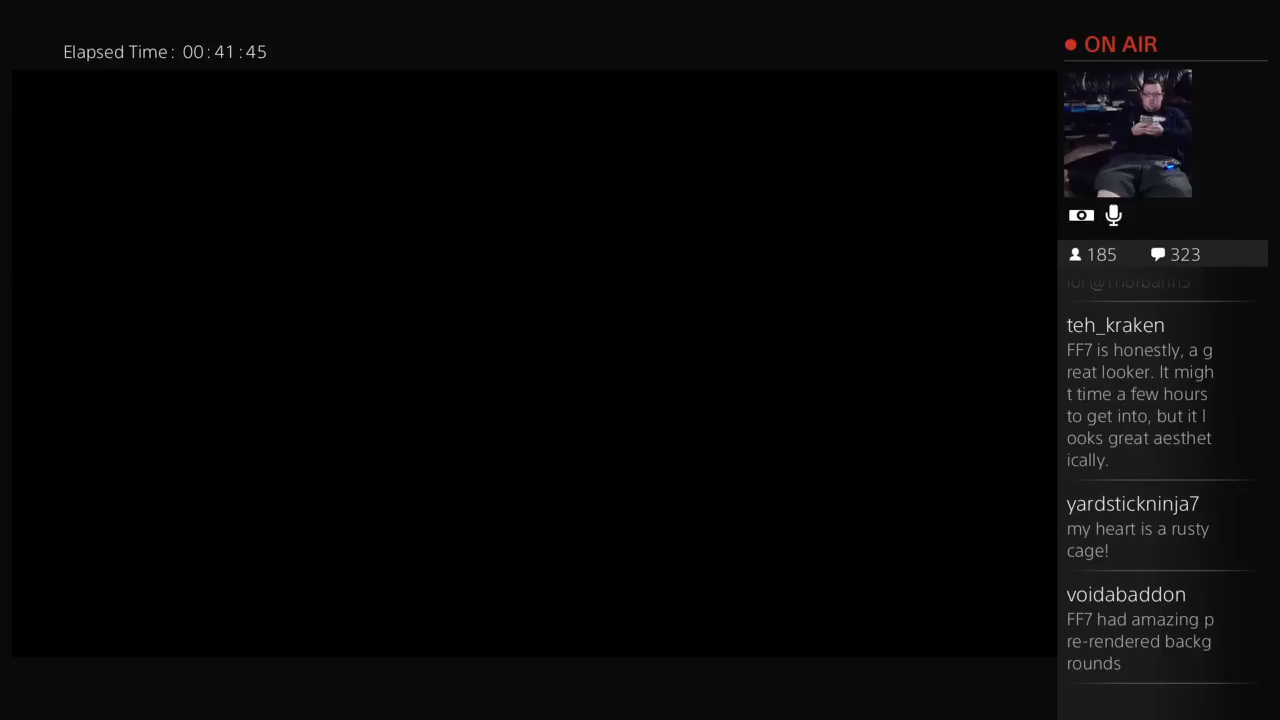 Elapsed Time: 00:41:45
ON AIR
185 323
teh_kraken
FF7 is honestly, a g
reat looker. It migh
t time a few hours
to get into, but it l
ooks great aesthet
ically.
yardstickninja7
my heart is a rusty
cage!
voidabaddon
FF7 had amazing p
re-rendered backg
rounds